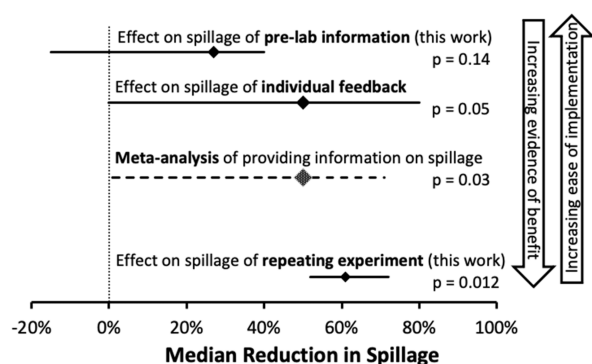 Effect on spillage of pre-lab information (this work)
p = 0.14
Effect on spillage of individual feedback
p = 0.05
Meta-analysis of providing information on spillage
p = 0.03
Effect on spillage of repeating experiment (this work)
p = 0.012
-20% 0% 20% 40% 60% 80% 100%
Median Reduction in Spillage
Increasing evidence
of benefit
Increasing ease of implementation